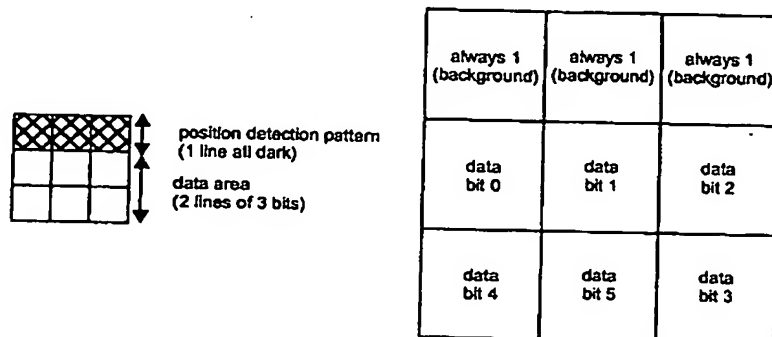 position detection pattern
(1 line all dark)
data area
(2 lines of 3 bits)
always 1
(background)
always 1
(background)
always 1
(background)
data
bit 0
data
bit 1
data
bit 2
data
bit 4
data
bit 5
data
bit 3